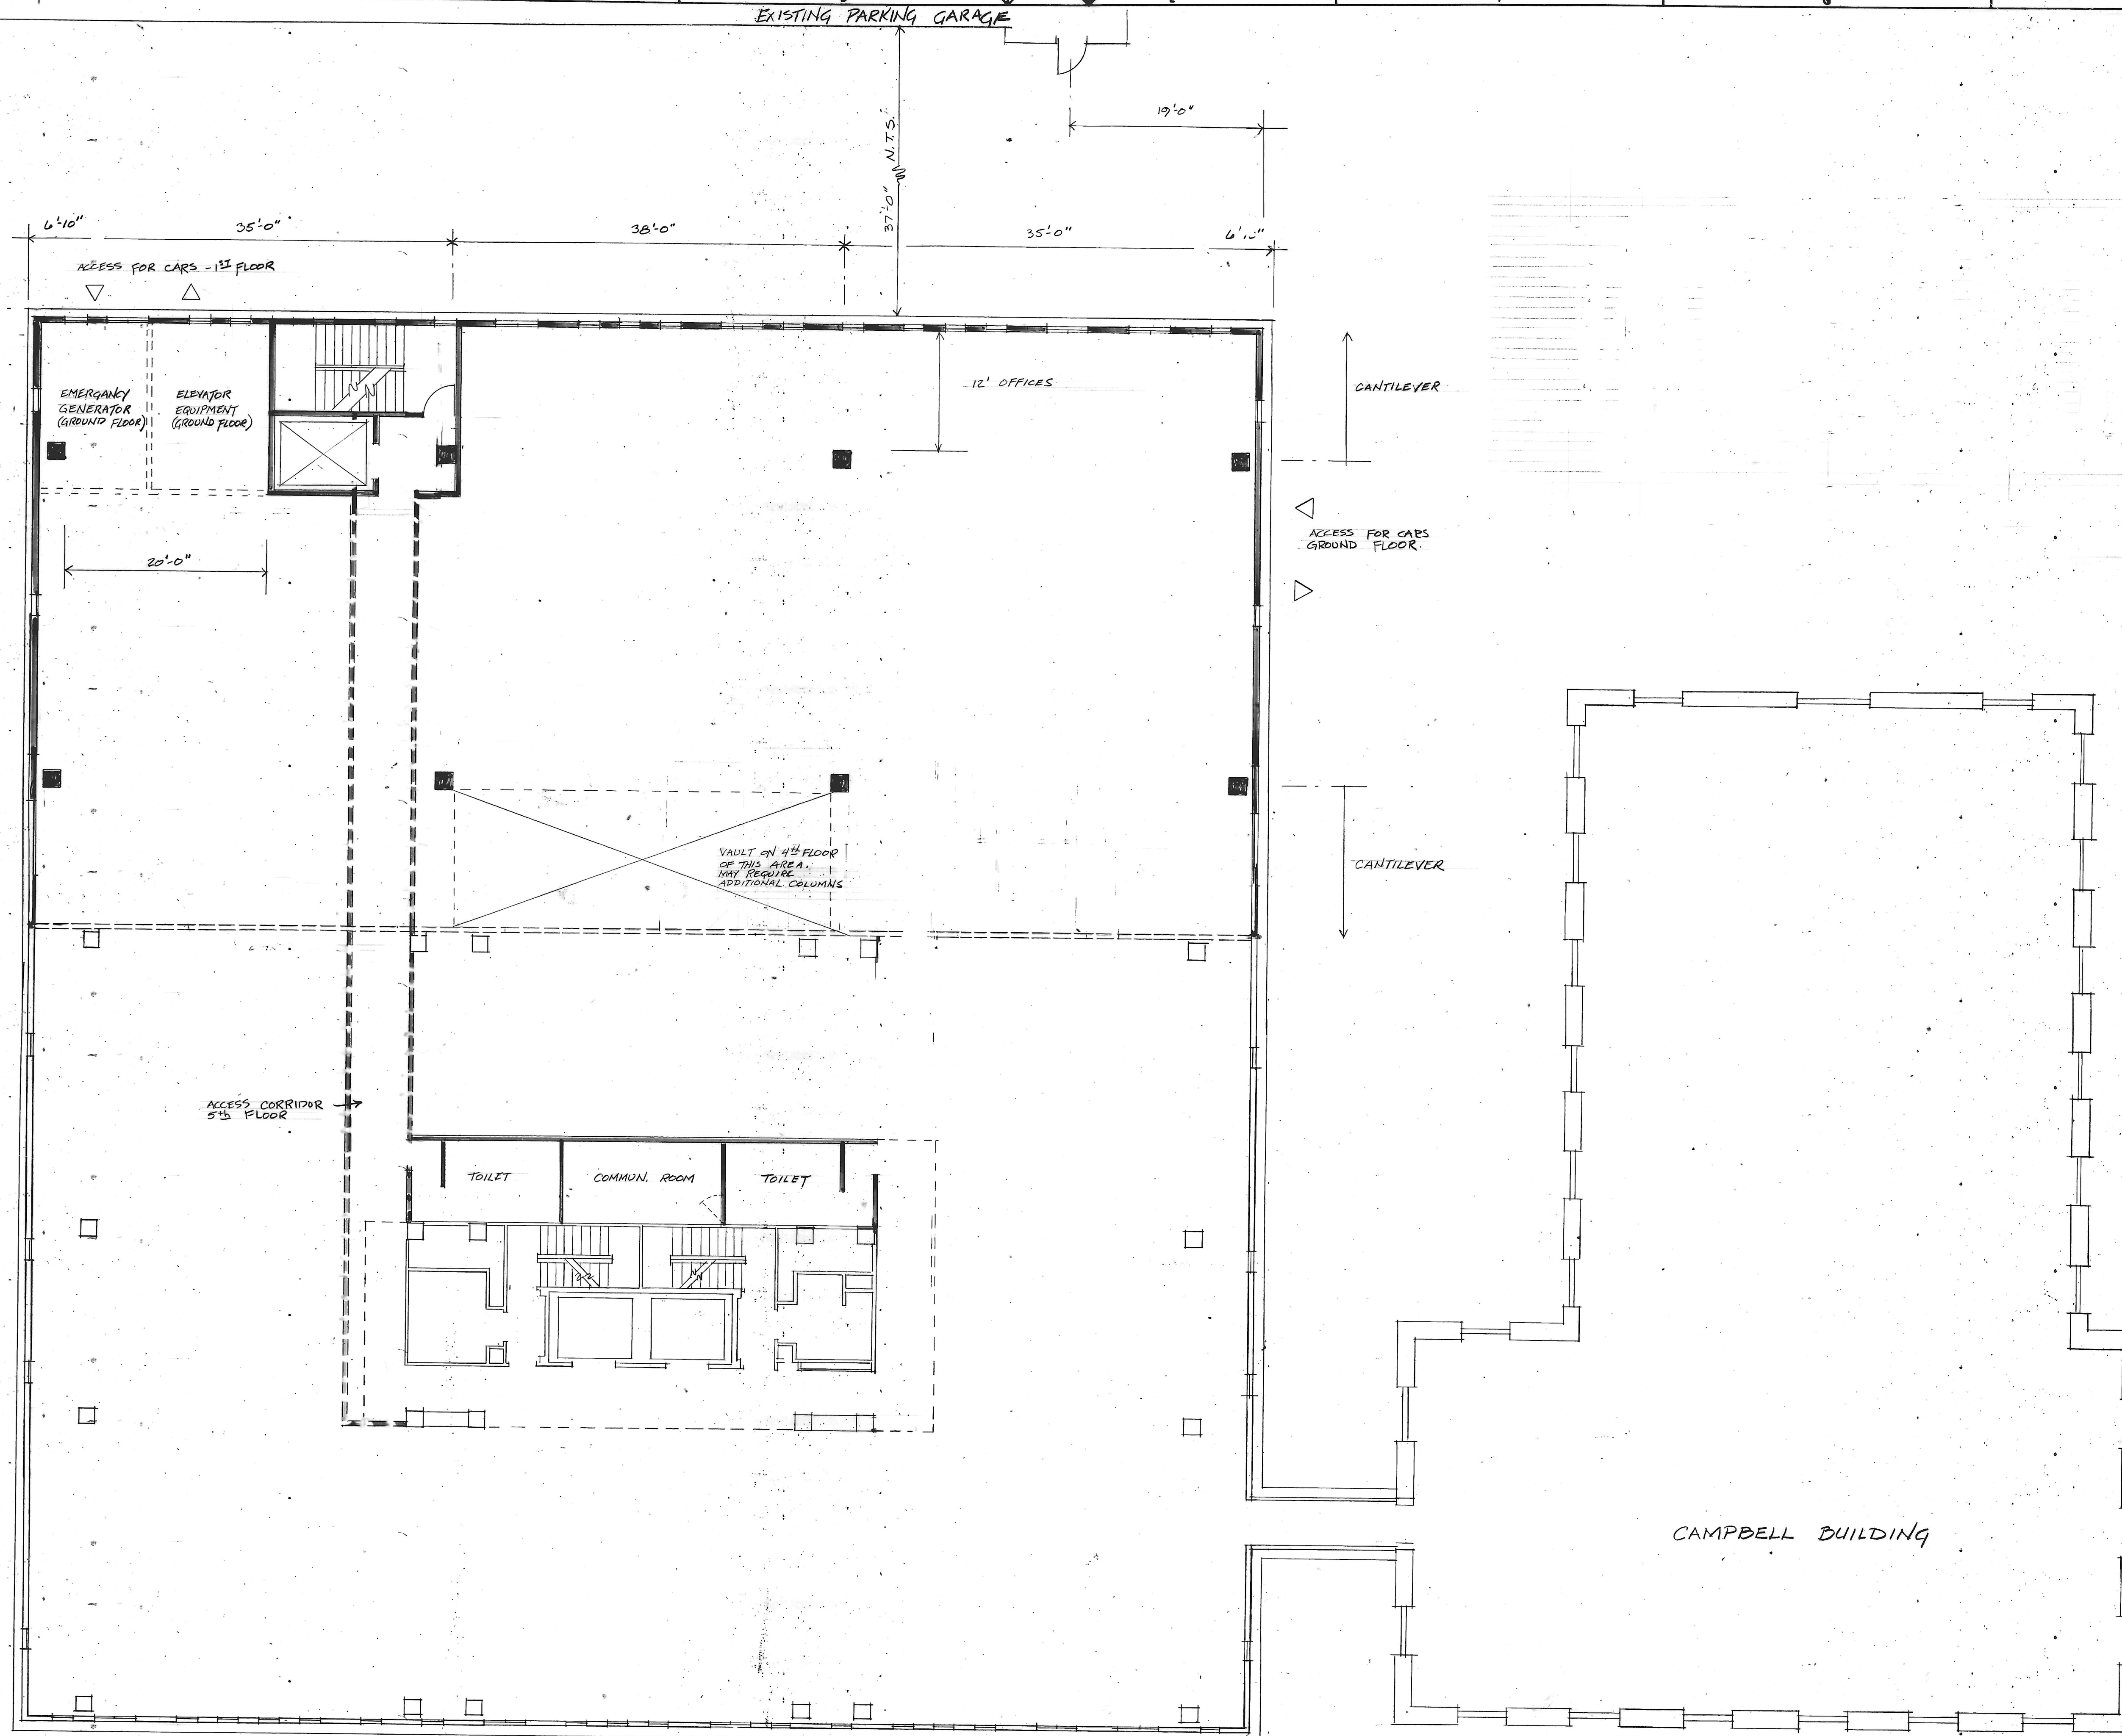 EXISTING PARKING GARAGE
19'-0"
37'-0" N.T.S.
6'-10"
35'-0"
38'-0"
35'-0"
6'-10"
ACCESS FOR CARS - 1ST FLOOR
EMERGANCY
GENERATOR
(GROUND FLOOR)
ELEVATOR
EQUIPMENT
(GROUND FLOOR)
12' OFFICES
CANTILEVER
ACCESS FOR CARS
GROUND FLOOR.
20'-0"
VAULT ON 4th FLOOR
OF THIS AREA.
MAY REQUIRE
ADDITIONAL COLUMNS
CANTILEVER
ACCESS CORRIDOR
5th FLOOR
TOILET
COMMUN. ROOM
TOILET
CAMPBELL BUILDING